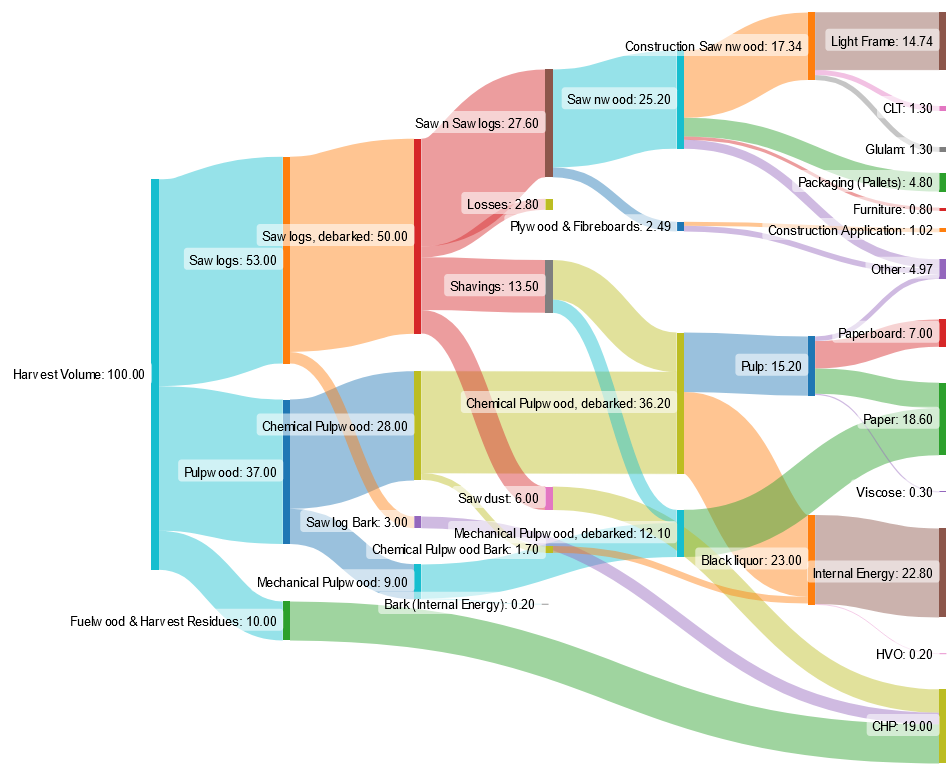 Construction Sawnwood: 17.34
Light Frame: 14.74
Sawnwood: 25.20
CLT: 1.30
Sawn Sawlogs: 27.60
Glulam: 1.30
Packaging (Pallets): 4.80
Losses: 2.80
Furniture: 0.80
Plywood & Fibreboards: 2.49
Construction Application: 1.02
Sawlogs, debarked: 50.00
Sawlogs: 53.00
Other: 4.97
Shavings: 13.50
Paperboard: 7.00
Pulp: 15.20
Harvest Volume: 100.00
Chemical Pulpwood, debarked: 36.20
Paper: 18.60
Chemical Pulpwood: 28.00
Pulpwood: 37.00
Viscose: 0.30
Sawdust: 6.00
Sawlog Bark: 3.00
Mechanical Pulpwood, debarked: 12.10
Chemical Pulpwood Bark: 1.70
Black liquor: 23.00
Internal Energy: 22.80
Mechanical Pulpwood: 9.00
Bark (Internal Energy): 0.20
Fuelwood & Harvest Residues: 10.00
HVO: 0.20
CHP: 19.00